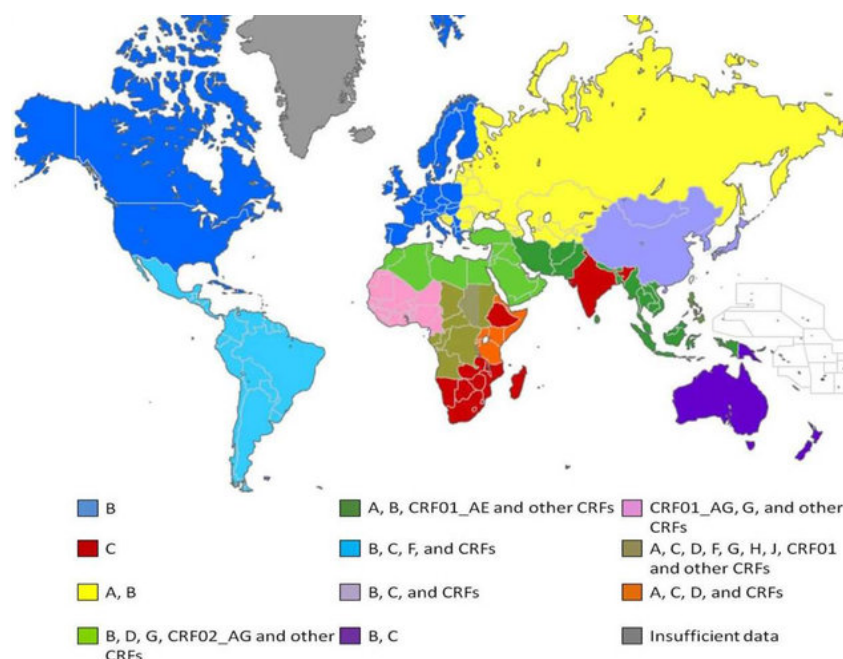 B
A, B, CRF01_AE and other CRFs
CRF01_AG, G, and other
CRFs
C
B, C, F, and CRFs
A, C, D, F, G, H, J, CRF01
and other CRFs
A, B
B, C, and CRFs
A, C, D, and CRFs
B, D, G, CRF02_AG and other
CRFs
B, C
Insufficient data